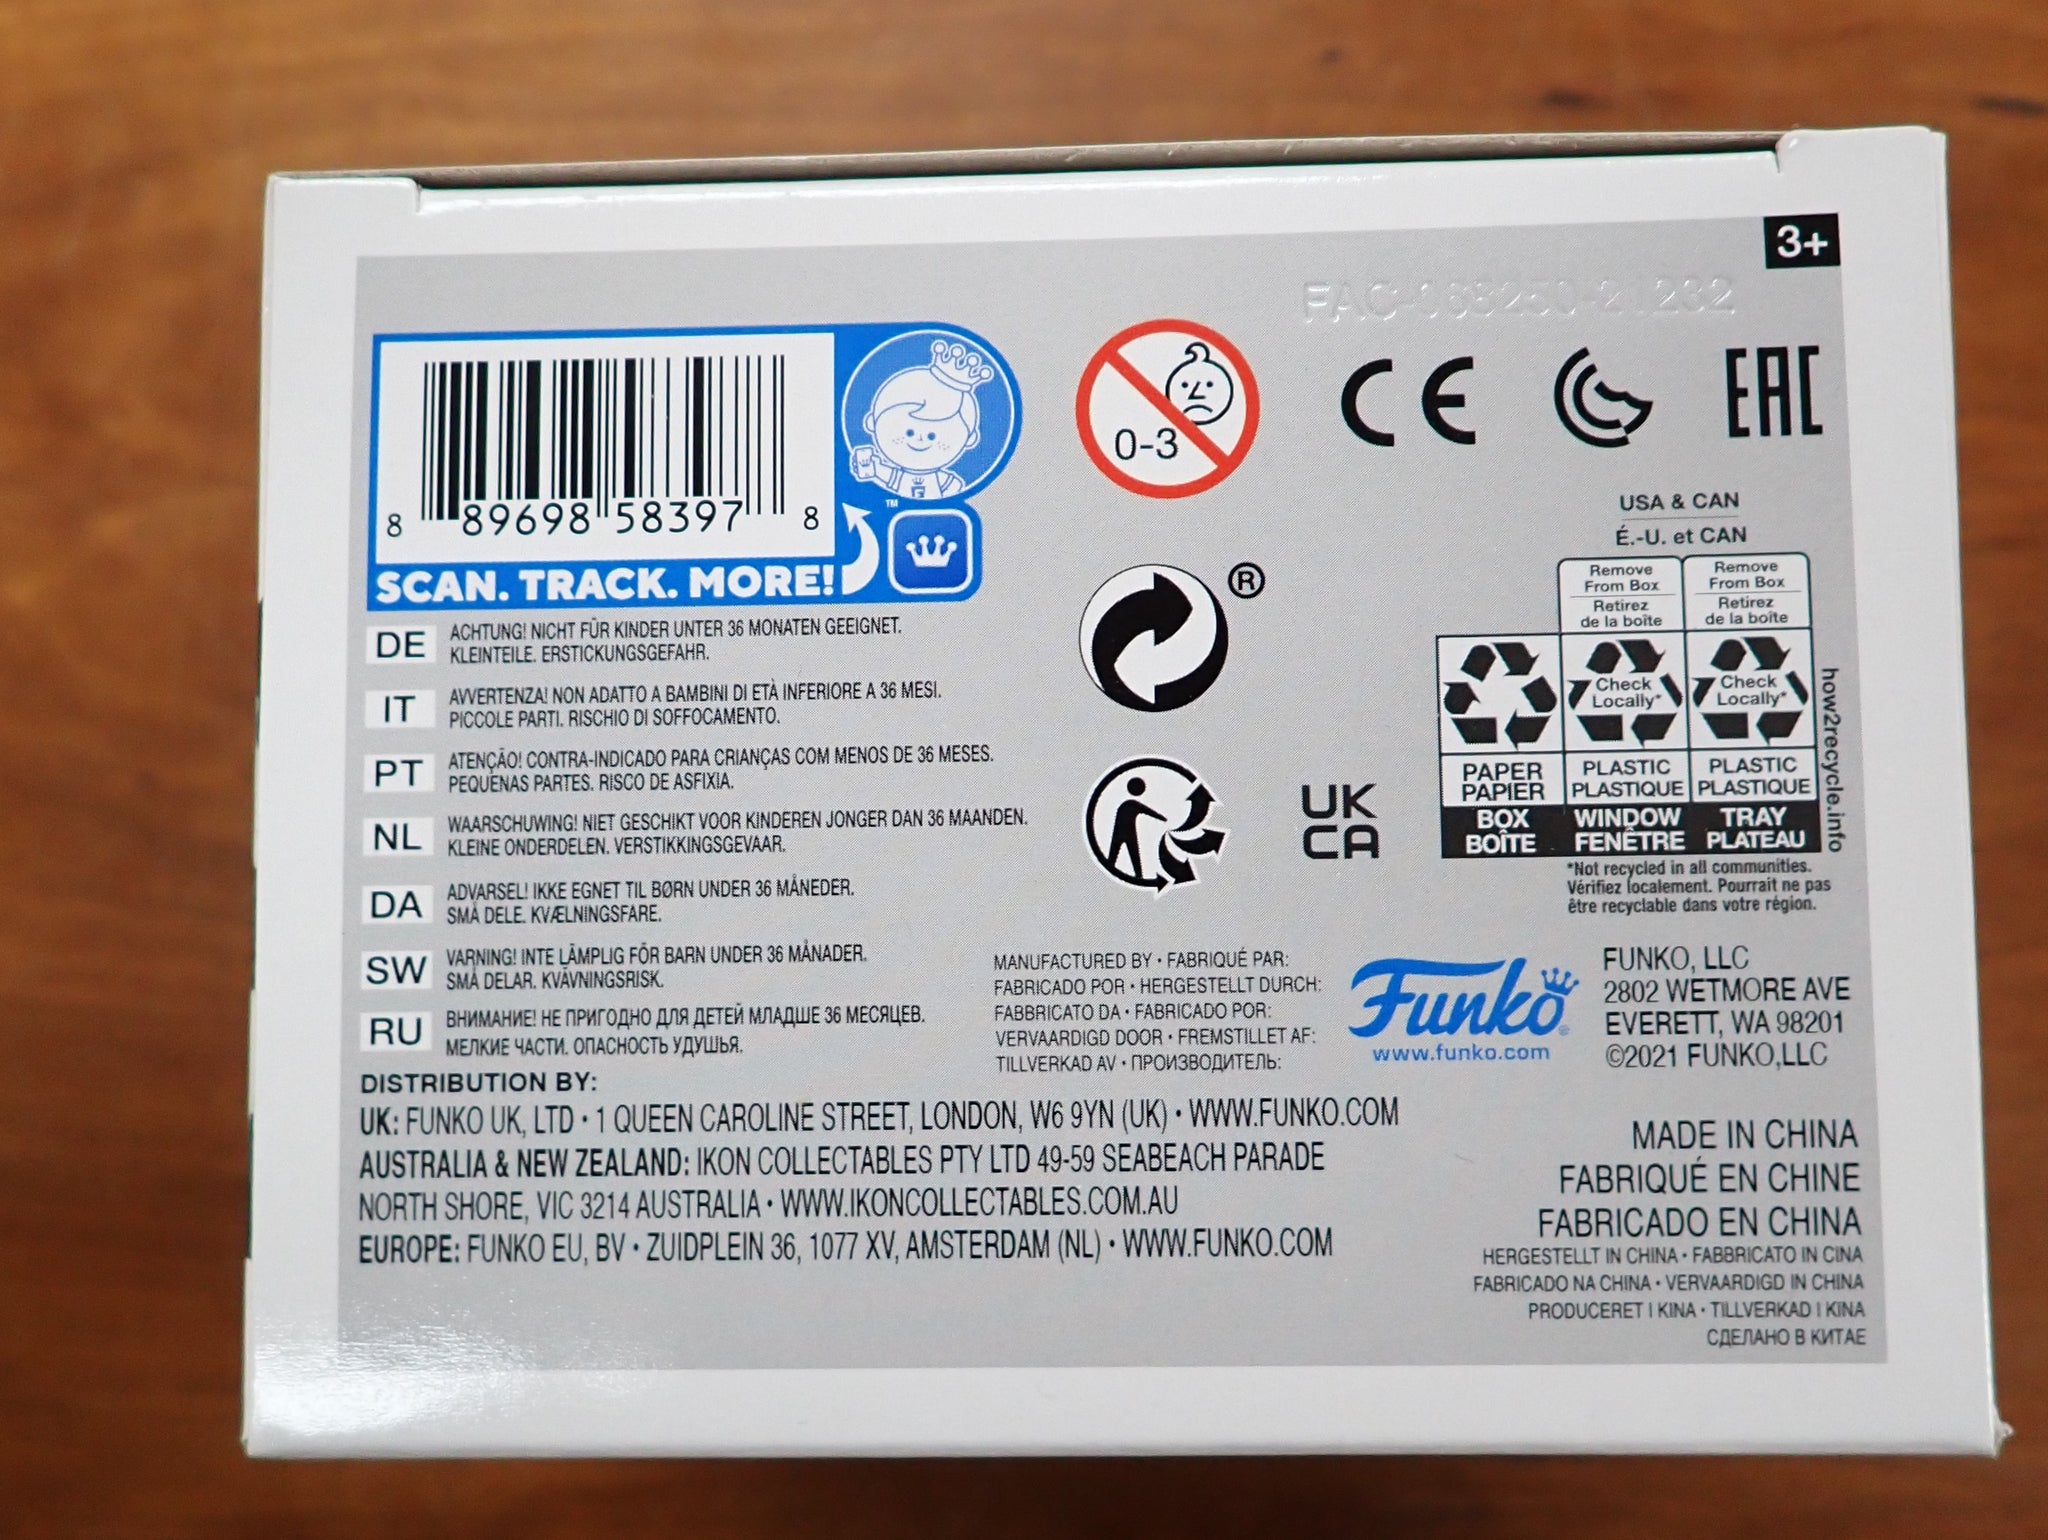 3+
FAC-068250-21232
8 89698 58397 8
™
SCAN. TRACK. MORE!
0-3
CE
EAC
®
USA & CAN
É.-U. et CAN
Remove
From Box
Retirez
de la boîte
Remove
From Box
Retirez
de la boîte
Check
Locally*
Check
Locally*
PAPER
PAPIER
PLASTIC
PLASTIQUE
PLASTIC
PLASTIQUE
BOX
BOÎTE
WINDOW
FENÊTRE
TRAY
PLATEAU
how2recycle.info
*Not recycled in all communities.
Vérifiez localement. Pourrait ne pas
être recyclable dans votre région.
UK
CA
DE ACHTUNG! NICHT FÜR KINDER UNTER 36 MONATEN GEEIGNET.
KLEINTEILE. ERSTICKUNGSGEFAHR.
IT AVVERTENZA! NON ADATTO A BAMBINI DI ETÀ INFERIORE A 36 MESI.
PICCOLE PARTI. RISCHIO DI SOFFOCAMENTO.
PT ATENÇÃO! CONTRA-INDICADO PARA CRIANÇAS COM MENOS DE 36 MESES.
PEQUENAS PARTES. RISCO DE ASFIXIA.
NL WAARSCHUWING! NIET GESCHIKT VOOR KINDEREN JONGER DAN 36 MAANDEN.
KLEINE ONDERDELEN. VERSTIKKINGSGEVAAR.
DA ADVARSEL! IKKE EGNET TIL BØRN UNDER 36 MÅNEDER.
SMÅ DELE. KVÆLNINGSFARE.
SW VARNING! INTE LÄMPLIG FÖR BARN UNDER 36 MÅNADER.
SMÅ DELAR. KVÄVNINGSRISK.
RU ВНИМАНИЕ! НЕ ПРИГОДНО ДЛЯ ДЕТЕЙ МЛАДШЕ 36 МЕСЯЦЕВ.
МЕЛКИЕ ЧАСТИ. ОПАСНОСТЬ УДУШЬЯ.
MANUFACTURED BY • FABRIQUÉ PAR:
FABRICADO POR • HERGESTELLT DURCH:
FABBRICATO DA • FABRICADO POR:
VERVAARDIGD DOOR • FREMSTILLET AF:
TILLVERKAD AV • ПРОИЗВОДИТЕЛЬ:
Funko®
www.funko.com
FUNKO, LLC
2802 WETMORE AVE
EVERETT, WA 98201
©2021 FUNKO,LLC
DISTRIBUTION BY:
UK: FUNKO UK, LTD • 1 QUEEN CAROLINE STREET, LONDON, W6 9YN (UK) • WWW.FUNKO.COM
AUSTRALIA & NEW ZEALAND: IKON COLLECTABLES PTY LTD 49-59 SEABEACH PARADE
NORTH SHORE, VIC 3214 AUSTRALIA • WWW.IKONCOLLECTABLES.COM.AU
EUROPE: FUNKO EU, BV • ZUIDPLEIN 36, 1077 XV, AMSTERDAM (NL) • WWW.FUNKO.COM
MADE IN CHINA
FABRIQUÉ EN CHINE
FABRICADO EN CHINA
HERGESTELLT IN CHINA • FABBRICATO IN CINA
FABRICADO NA CHINA • VERVAARDIGD IN CHINA
PRODUCERET I KINA • TILLVERKAD I KINA
СДЕЛАНО В КИТАЕ